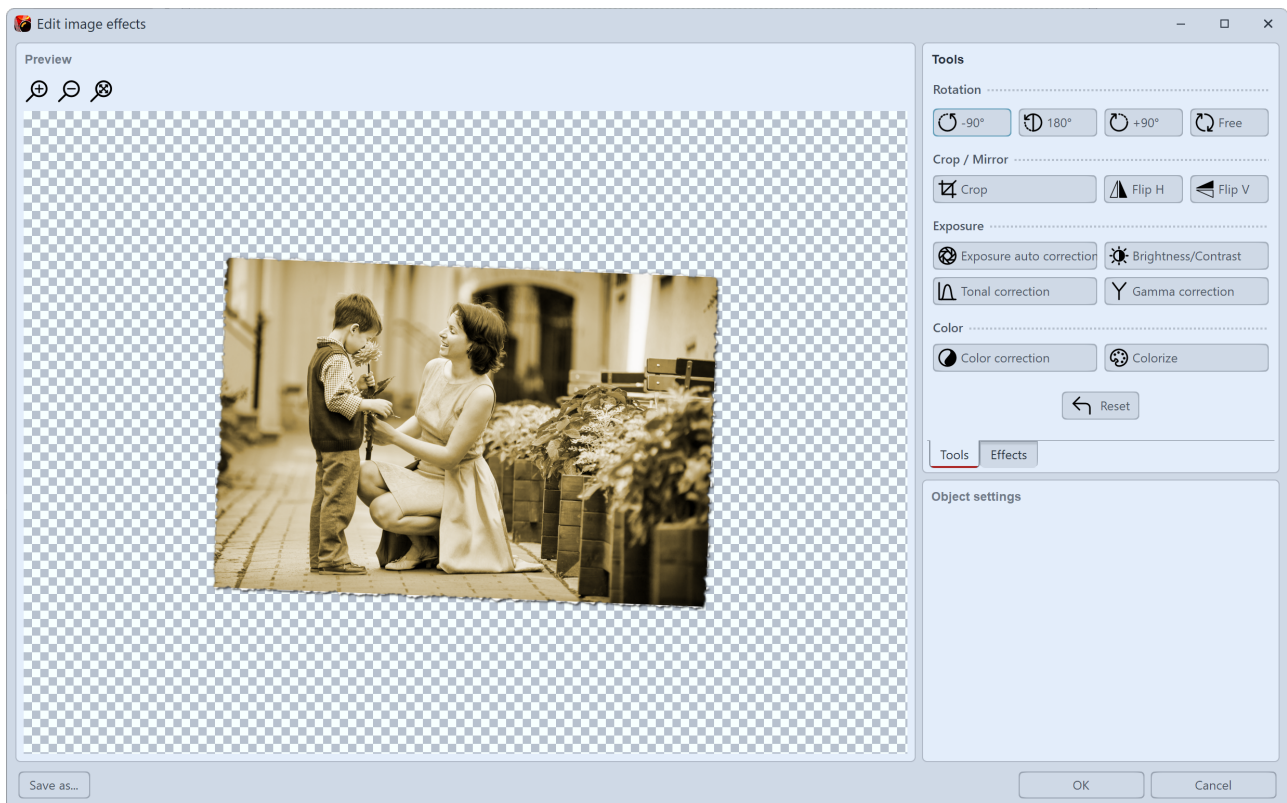 Edit image effects
Preview
Tools
Rotation
-90°
180°
+90°
Free
Crop / Mirror
Crop
Flip H
Flip V
Exposure
Exposure auto correction
Brightness/Contrast
Tonal correction
Gamma correction
Color
Color correction
Colorize
Reset
Tools
Effects
Object settings
Save as...
OK
Cancel